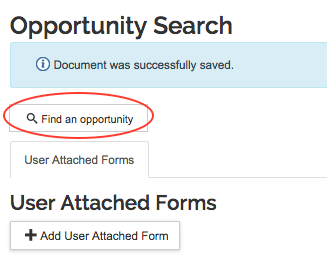 Opportunity Search
Document was successfully saved.
Find an opportunity
User Attached Forms
User Attached Forms
Add User Attached Form